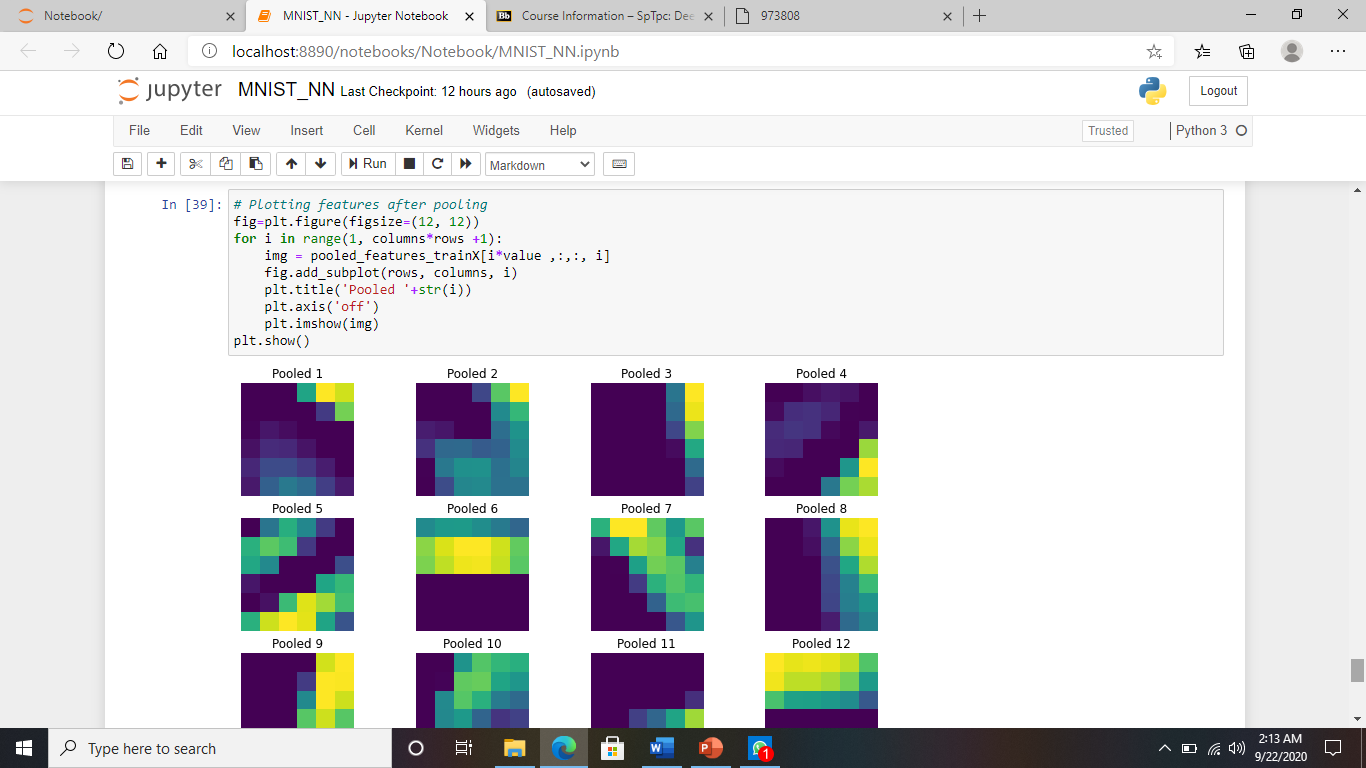 Notebook/
MNIST_NN - Jupyter Notebook
Course Information – SpTpc: Dee
973808
localhost:8890/notebooks/Notebook/MNIST_NN.ipynb
jupyter MNIST_NN Last Checkpoint: 12 hours ago (autosaved)
Logout
File Edit View Insert Cell Kernel Widgets Help
Trusted
Python 3
Run
Markdown
In [39]:
# Plotting features after pooling
fig=plt.figure(figsize=(12, 12))
for i in range(1, columns*rows +1):
    img = pooled_features_trainX[i*value ,:,:, i]
    fig.add_subplot(rows, columns, i)
    plt.title('Pooled '+str(i))
    plt.axis('off')
    plt.imshow(img)
plt.show()
Pooled 1 Pooled 2 Pooled 3 Pooled 4
Pooled 5 Pooled 6 Pooled 7 Pooled 8
Pooled 9 Pooled 10 Pooled 11 Pooled 12
Type here to search
1
2:13 AM
9/22/2020